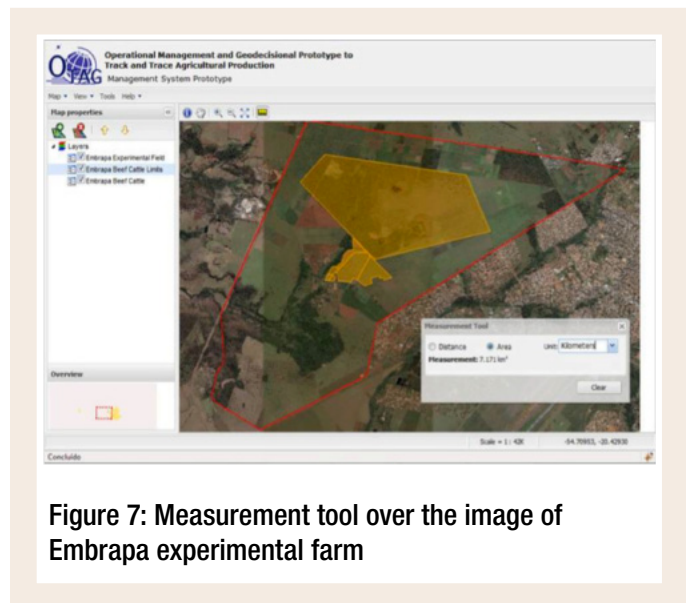 OTAG
Operational Management and Geodecisional Prototype to
Track and Trace Agricultural Production
Management System Prototype
Map View Tools Help
Map properties
Layers
Embrapa Experimental Field
Embrapa Beef Cattle Limits
Embrapa Beef Cattle
Overview
Measurement Tool
Distance Area Unit: Kilometers
Measurement: 7.171 km²
Clear
Scale = 1 : 42K -54.70953, -20.42930
Concluído
Figure 7: Measurement tool over the image of
Embrapa experimental farm